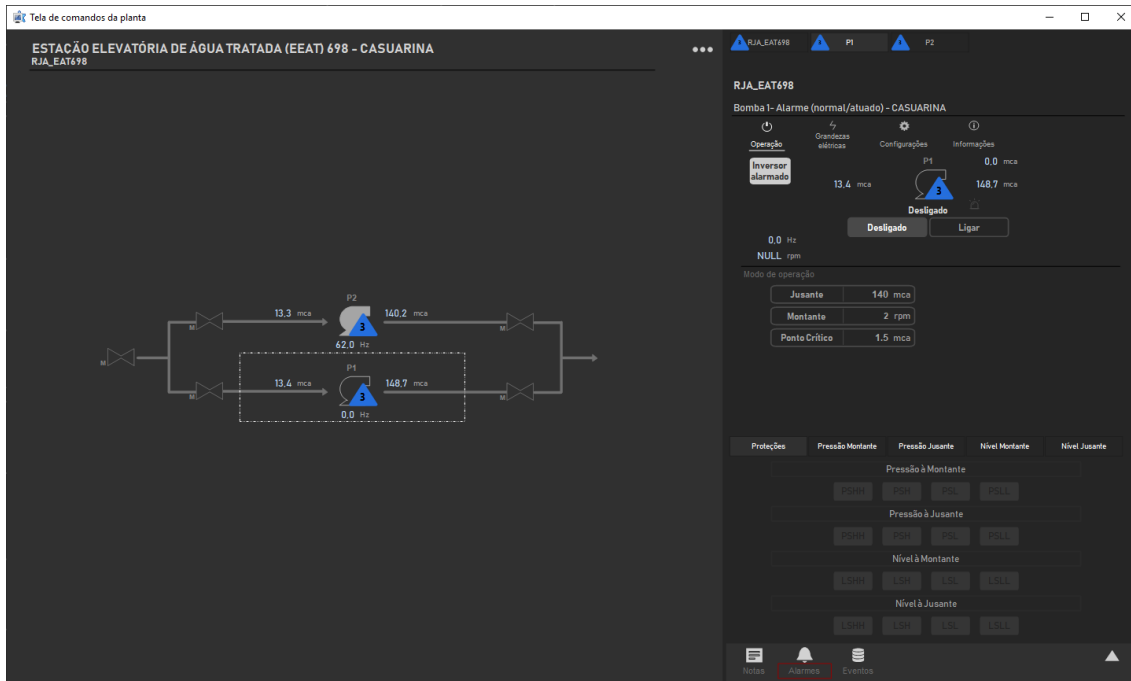 Tela de comandos da planta
ESTAÇÃO ELEVATÓRIA DE ÁGUA TRATADA (EEAT) 698 - CASUARINA
RJA_EAT698
P2
13,3 mca
140,2 mca
M
M
3
62,0 Hz
M
P1
13,4 mca
148,7 mca
M
M
3
0,0 Hz
RJA_EAT698
P1
P2
RJA_EAT698
Bomba 1- Alarme (normal/atuado) - CASUARINA
Operação
Grandezas elétricas
Configurações
Informações
Inversor alarmado
P1
0,0 mca
13,4 mca
148,7 mca
3
Desligado
Desligado
Ligar
0,0 Hz
NULL rpm
Modo de operação
Jusante 140 mca
Montante 2 rpm
Ponto Crítico 1.5 mca
Proteções
Pressão Montante
Pressão Jusante
Nível Montante
Nível Jusante
Pressão à Montante
PSHH PSH PSL PSLL
Pressão à Jusante
PSHH PSH PSL PSLL
Nível à Montante
LSHH LSH LSL LSLL
Nível à Jusante
LSHH LSH LSL LSLL
Notas
Alarmes
Eventos